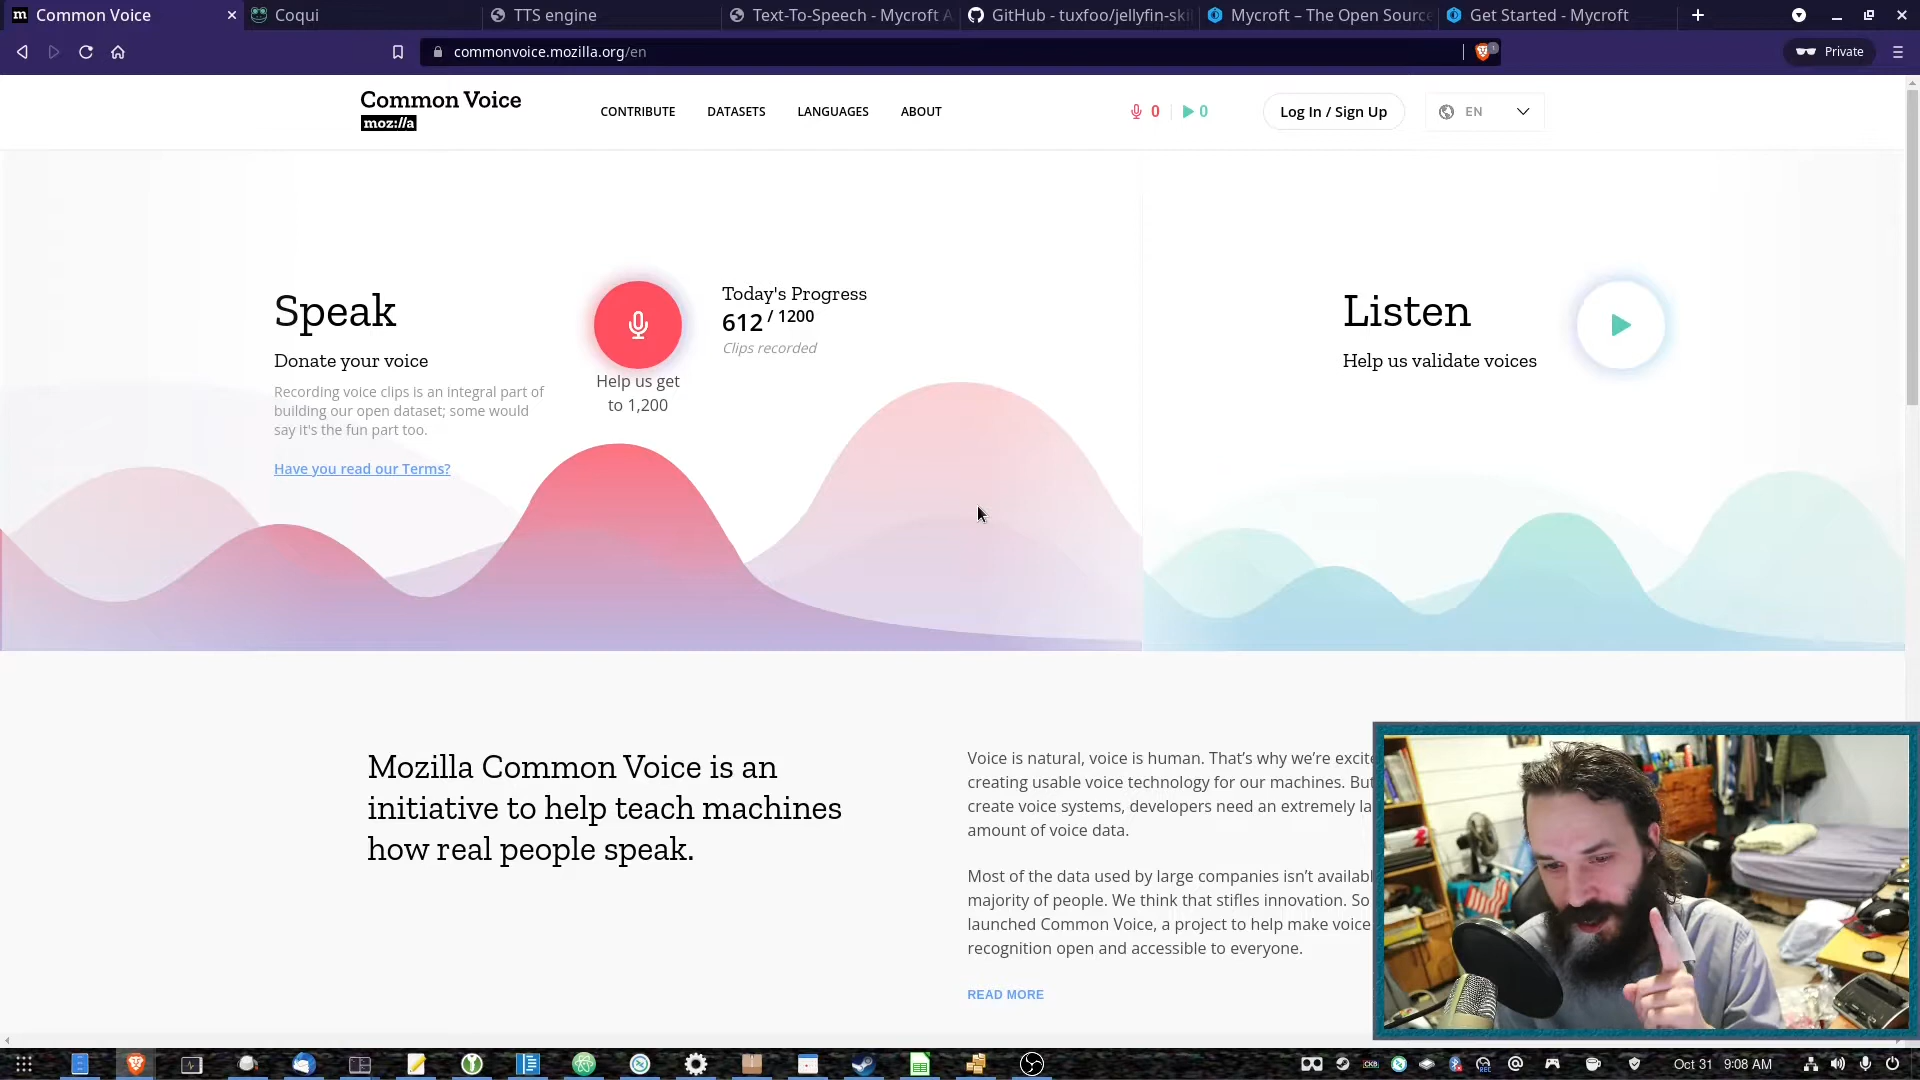 Common Voice
Coqui
TTS engine
Text-To-Speech - Mycroft A
GitHub - tuxfoo/jellyfin-ski
Mycroft – The Open Source
Get Started - Mycroft
commonvoice.mozilla.org/en
1
Private
Common Voice
moz://a
CONTRIBUTE
DATASETS
LANGUAGES
ABOUT
0
0
Log In / Sign Up
EN
Speak
Donate your voice
Recording voice clips is an integral part of
building our open dataset; some would
say it's the fun part too.
Have you read our Terms?
Help us get
to 1,200
Today's Progress
612 / 1200
Clips recorded
Listen
Help us validate voices
Mozilla Common Voice is an
initiative to help teach machines
how real people speak.
Voice is natural, voice is human. That’s why we’re excite
creating usable voice technology for our machines. But
create voice systems, developers need an extremely la
amount of voice data.
Most of the data used by large companies isn’t availabl
majority of people. We think that stifles innovation. So
launched Common Voice, a project to help make voice
recognition open and accessible to everyone.
READ MORE
Oct 31 9:08 AM